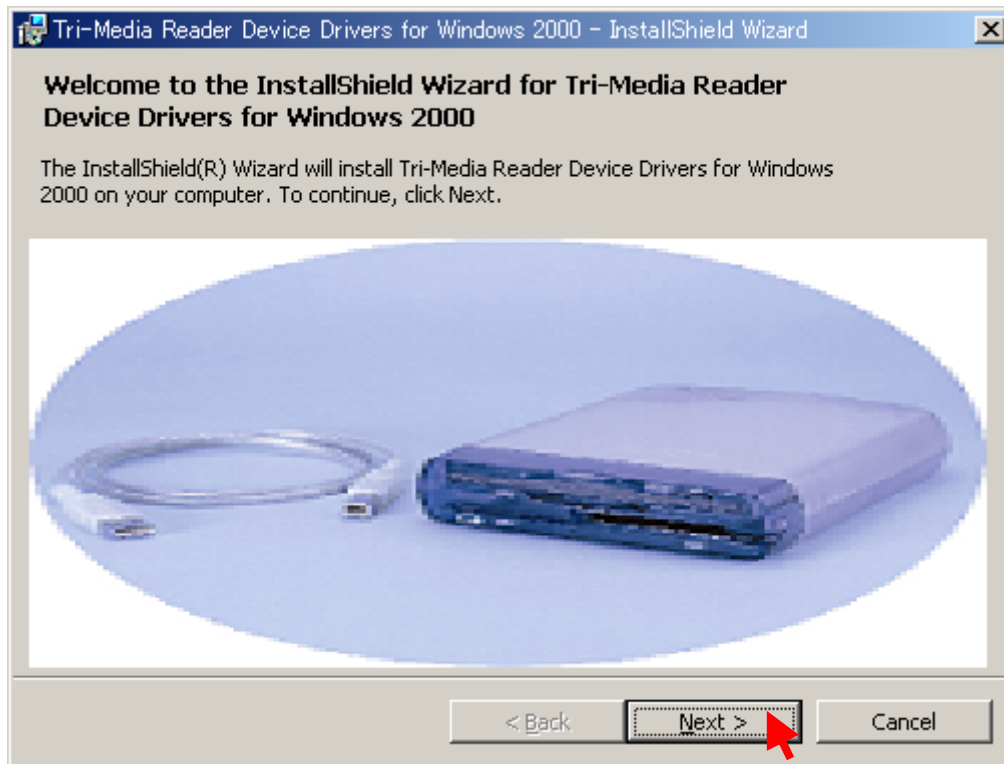 Tri-Media Reader Device Drivers for Windows 2000 - InstallShield Wizard
Welcome to the InstallShield Wizard for Tri-Media Reader
Device Drivers for Windows 2000
The InstallShield(R) Wizard will install Tri-Media Reader Device Drivers for Windows
2000 on your computer. To continue, click Next.
< Back Next > Cancel